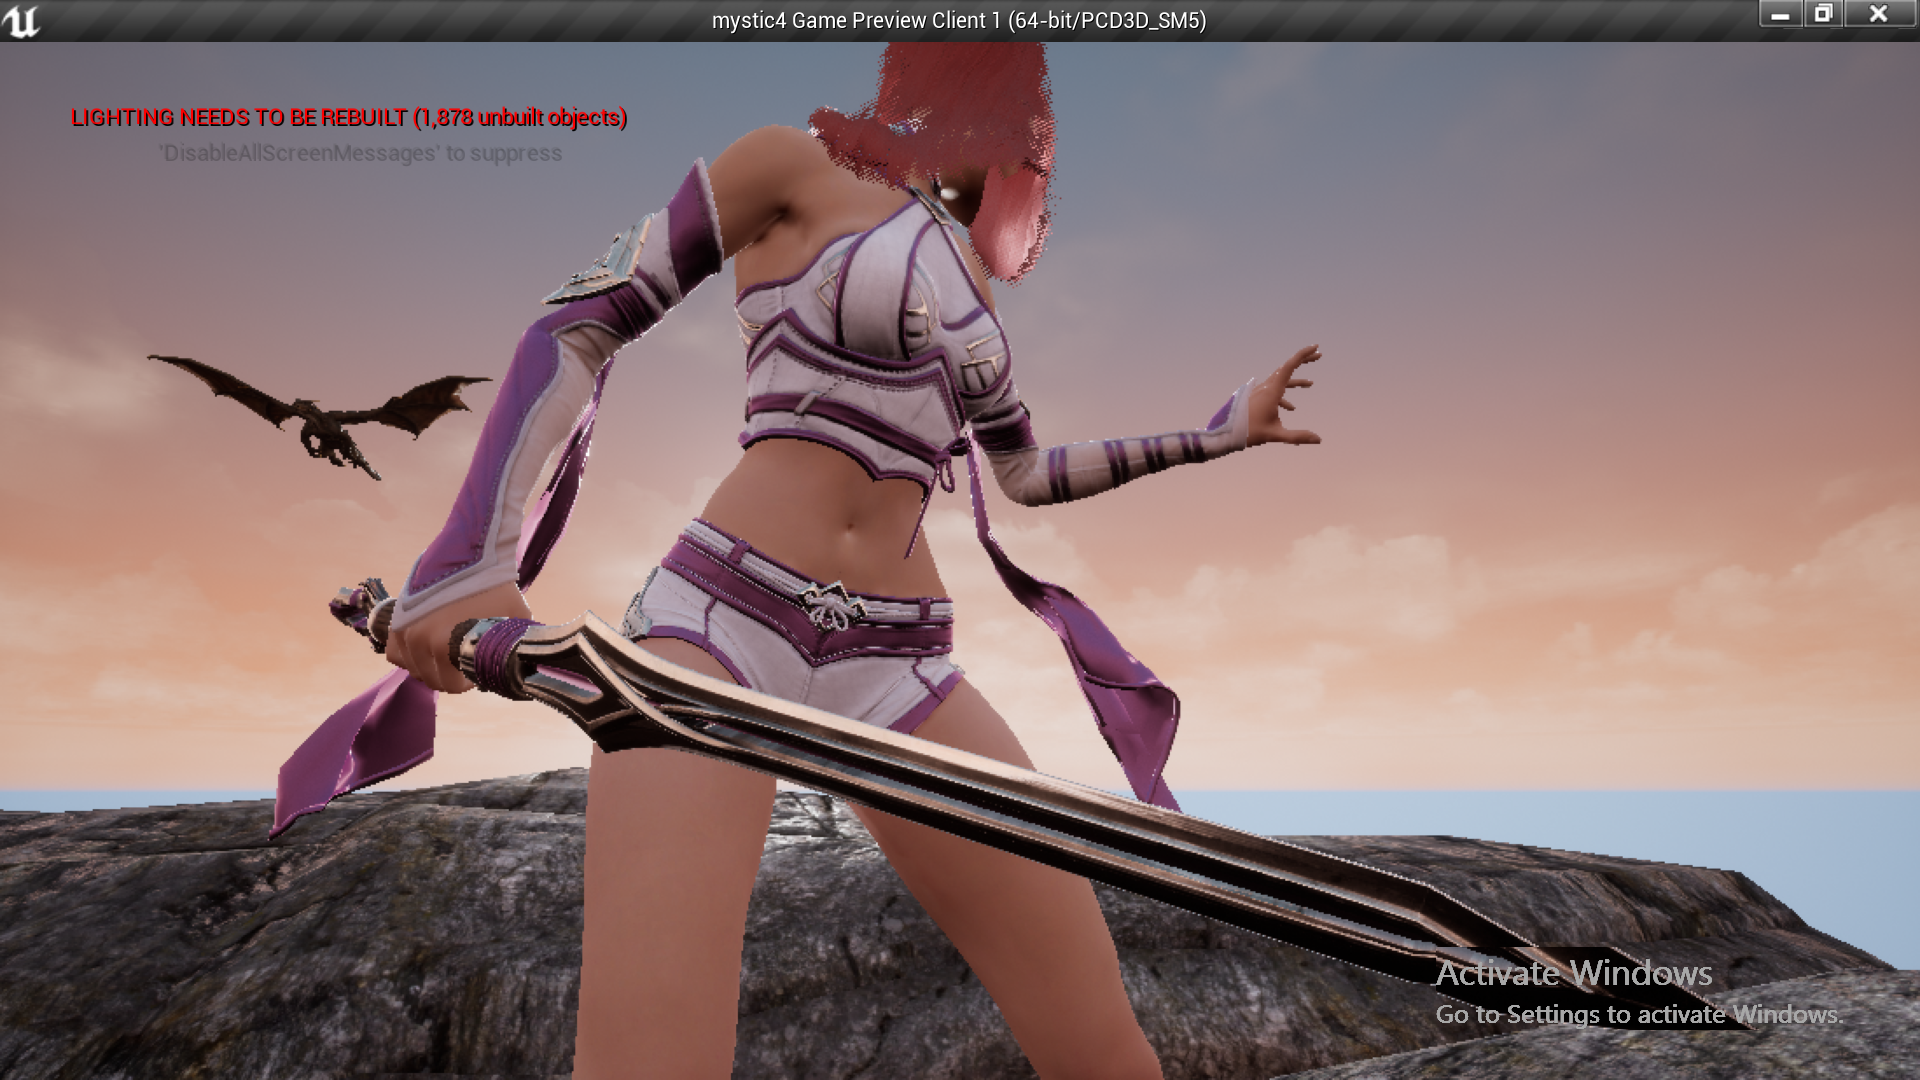 mystic4 Game Preview Client 1 (64-bit/PCD3D_SM5)
LIGHTING NEEDS TO BE REBUILT (1,878 unbuilt objects)
'DisableAllScreenMessages' to suppress
Activate Windows
Go to Settings to activate Windows.